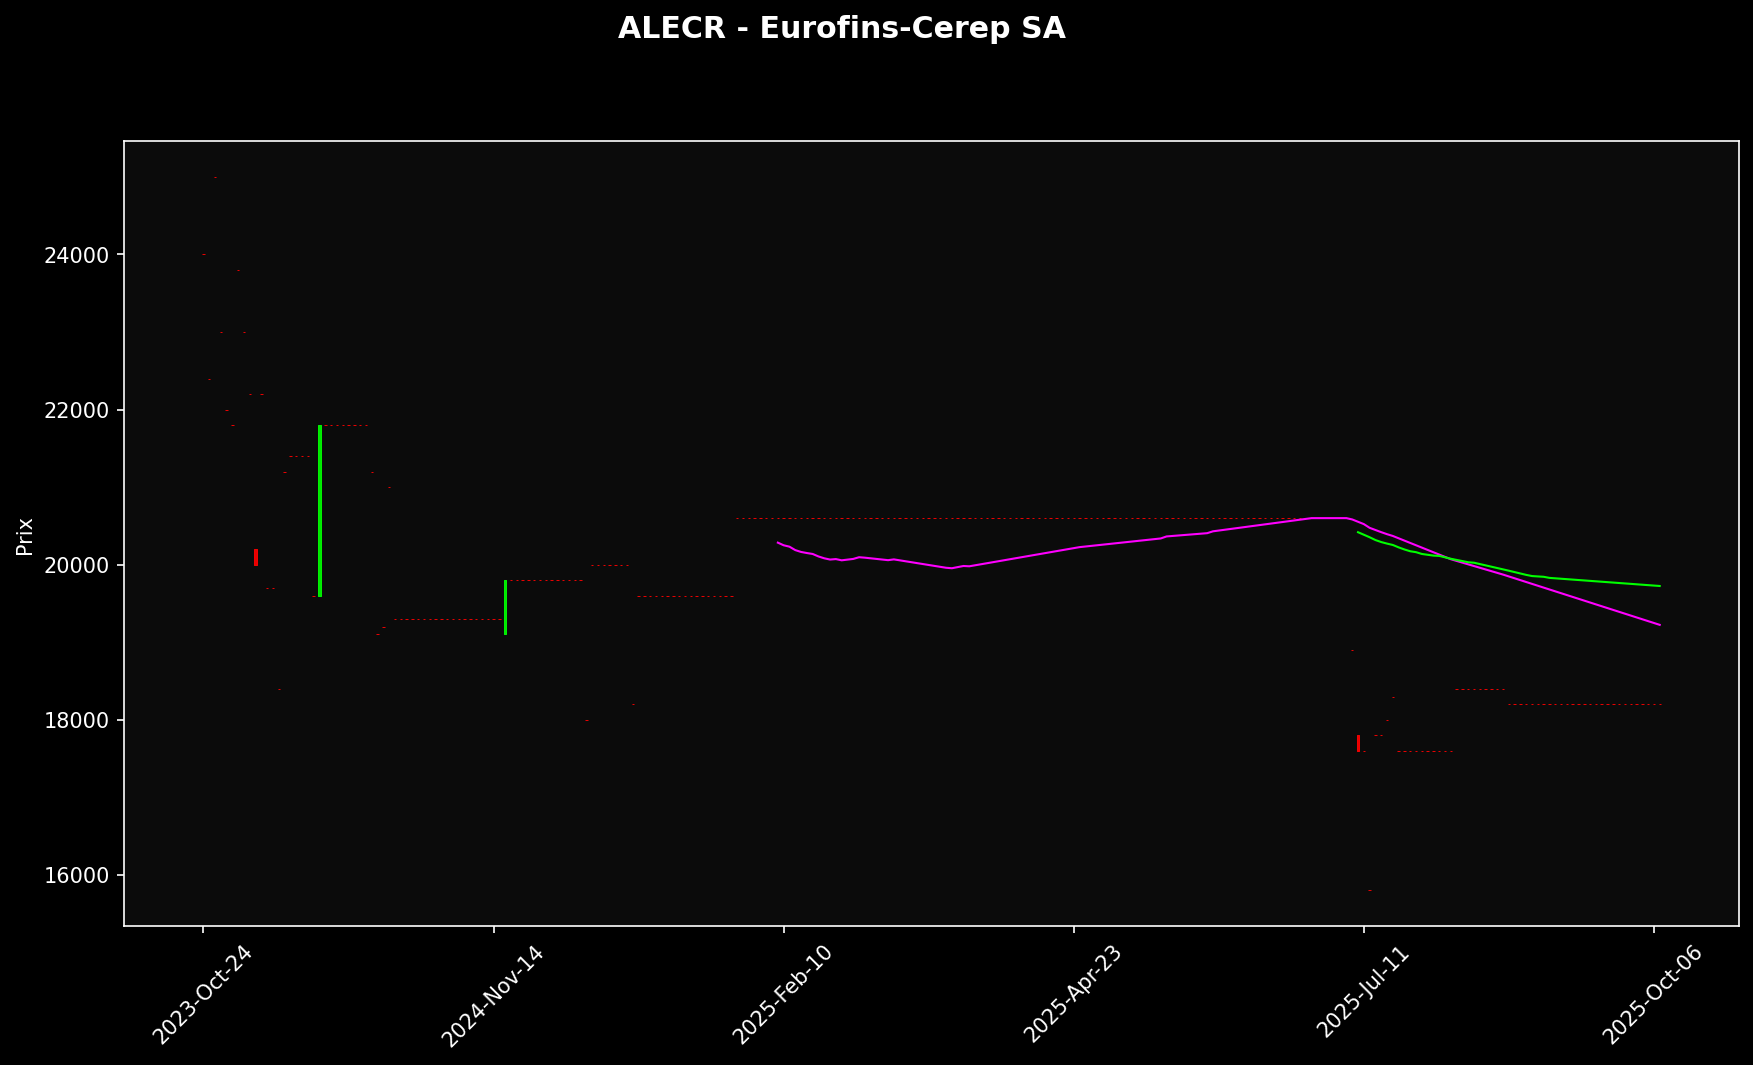 ALECR - Eurofins-Cerep SA
Prix
24000
22000
20000
18000
16000
2023-Oct-24
2024-Nov-14
2025-Feb-10
2025-Apr-23
2025-Jul-11
2025-Oct-06